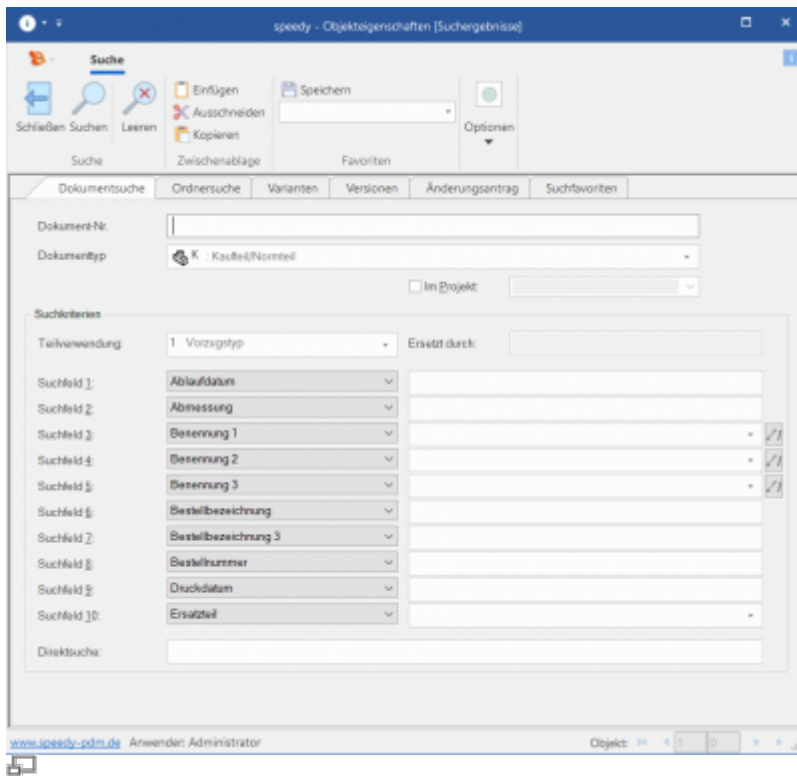 speedy - Objekteigenschaften [Suchergebnisse]
Suche
Schließen Suchen Leeren
Einfügen
Ausschneiden
Kopieren
Speichern
Optionen
Suche Zwischenablage Favoriten
Dokumentsuche Ordnersuche Varianten Versionen Änderungsantrag Suchfavoriten
Dokument-Nr.
Dokumenttyp K : Kaufteil/Normteil
Im Projekt:
Suchkriterien
Teilverwendung: 1 Vorzugstyp Ersetzt durch:
Suchfeld 1: Ablaufdatum
Suchfeld 2: Abmessung
Suchfeld 3: Benennung 1
Suchfeld 4: Benennung 2
Suchfeld 5: Benennung 3
Suchfeld 6: Bestellbezeichnung
Suchfeld 7: Bestellbezeichnung 3
Suchfeld 8: Bestellnummer
Suchfeld 9: Druckdatum
Suchfeld 10: Ersatzteil
Direktsuche:
www.speedy-pdm.de Anwender: Administrator Objekt: 1 0